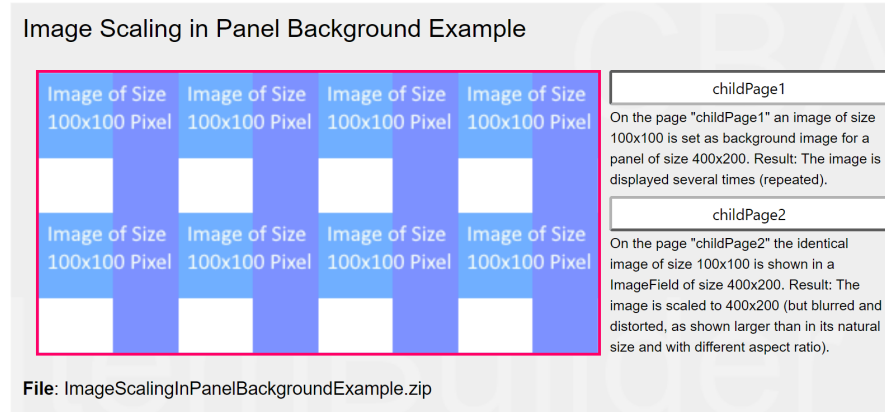 Image Scaling in Panel Background Example
Image of Size Image of Size Image of Size Image of Size
100x100 Pixel 100x100 Pixel 100x100 Pixel 100x100 Pixel
Image of Size Image of Size Image of Size Image of Size
100x100 Pixel 100x100 Pixel 100x100 Pixel 100x100 Pixel
childPage1
On the page "childPage1" an image of size
100x100 is set as background image for a
panel of size 400x200. Result: The image is
displayed several times (repeated).
childPage2
On the page "childPage2" the identical
image of size 100x100 is shown in a
ImageField of size 400x200. Result: The
image is scaled to 400x200 (but blurred and
distorted, as shown larger than in its natural
size and with different aspect ratio).
File: ImageScalingInPanelBackgroundExample.zip